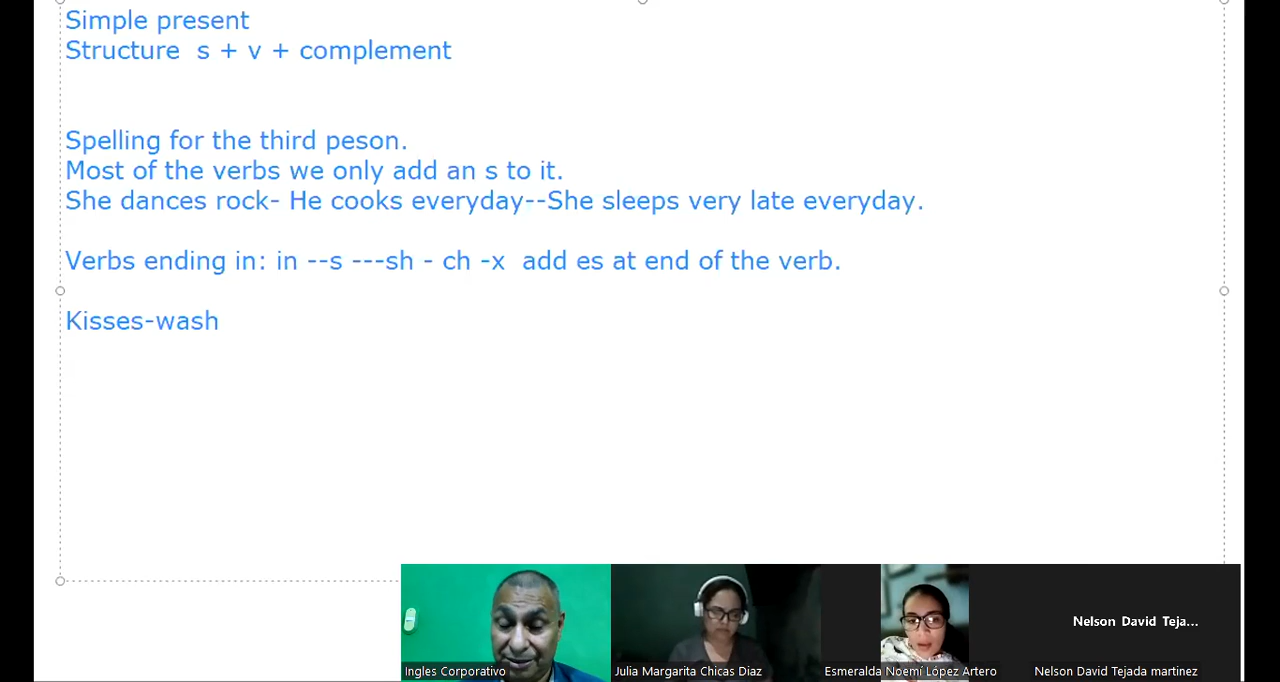 Simple present
Structure  s + v + complement
Spelling for the third peson.
Most of the verbs we only add an s to it.
She dances rock- He cooks everyday--She sleeps very late everyday.
Verbs ending in: in --s ---sh - ch -x  add es at end of the verb.
Kisses-wash
Nelson David Teja...
Ingles Corporativo
Julia Margarita Chicas Diaz
Esmeralda Noemí López Artero
Nelson David Tejada martinez